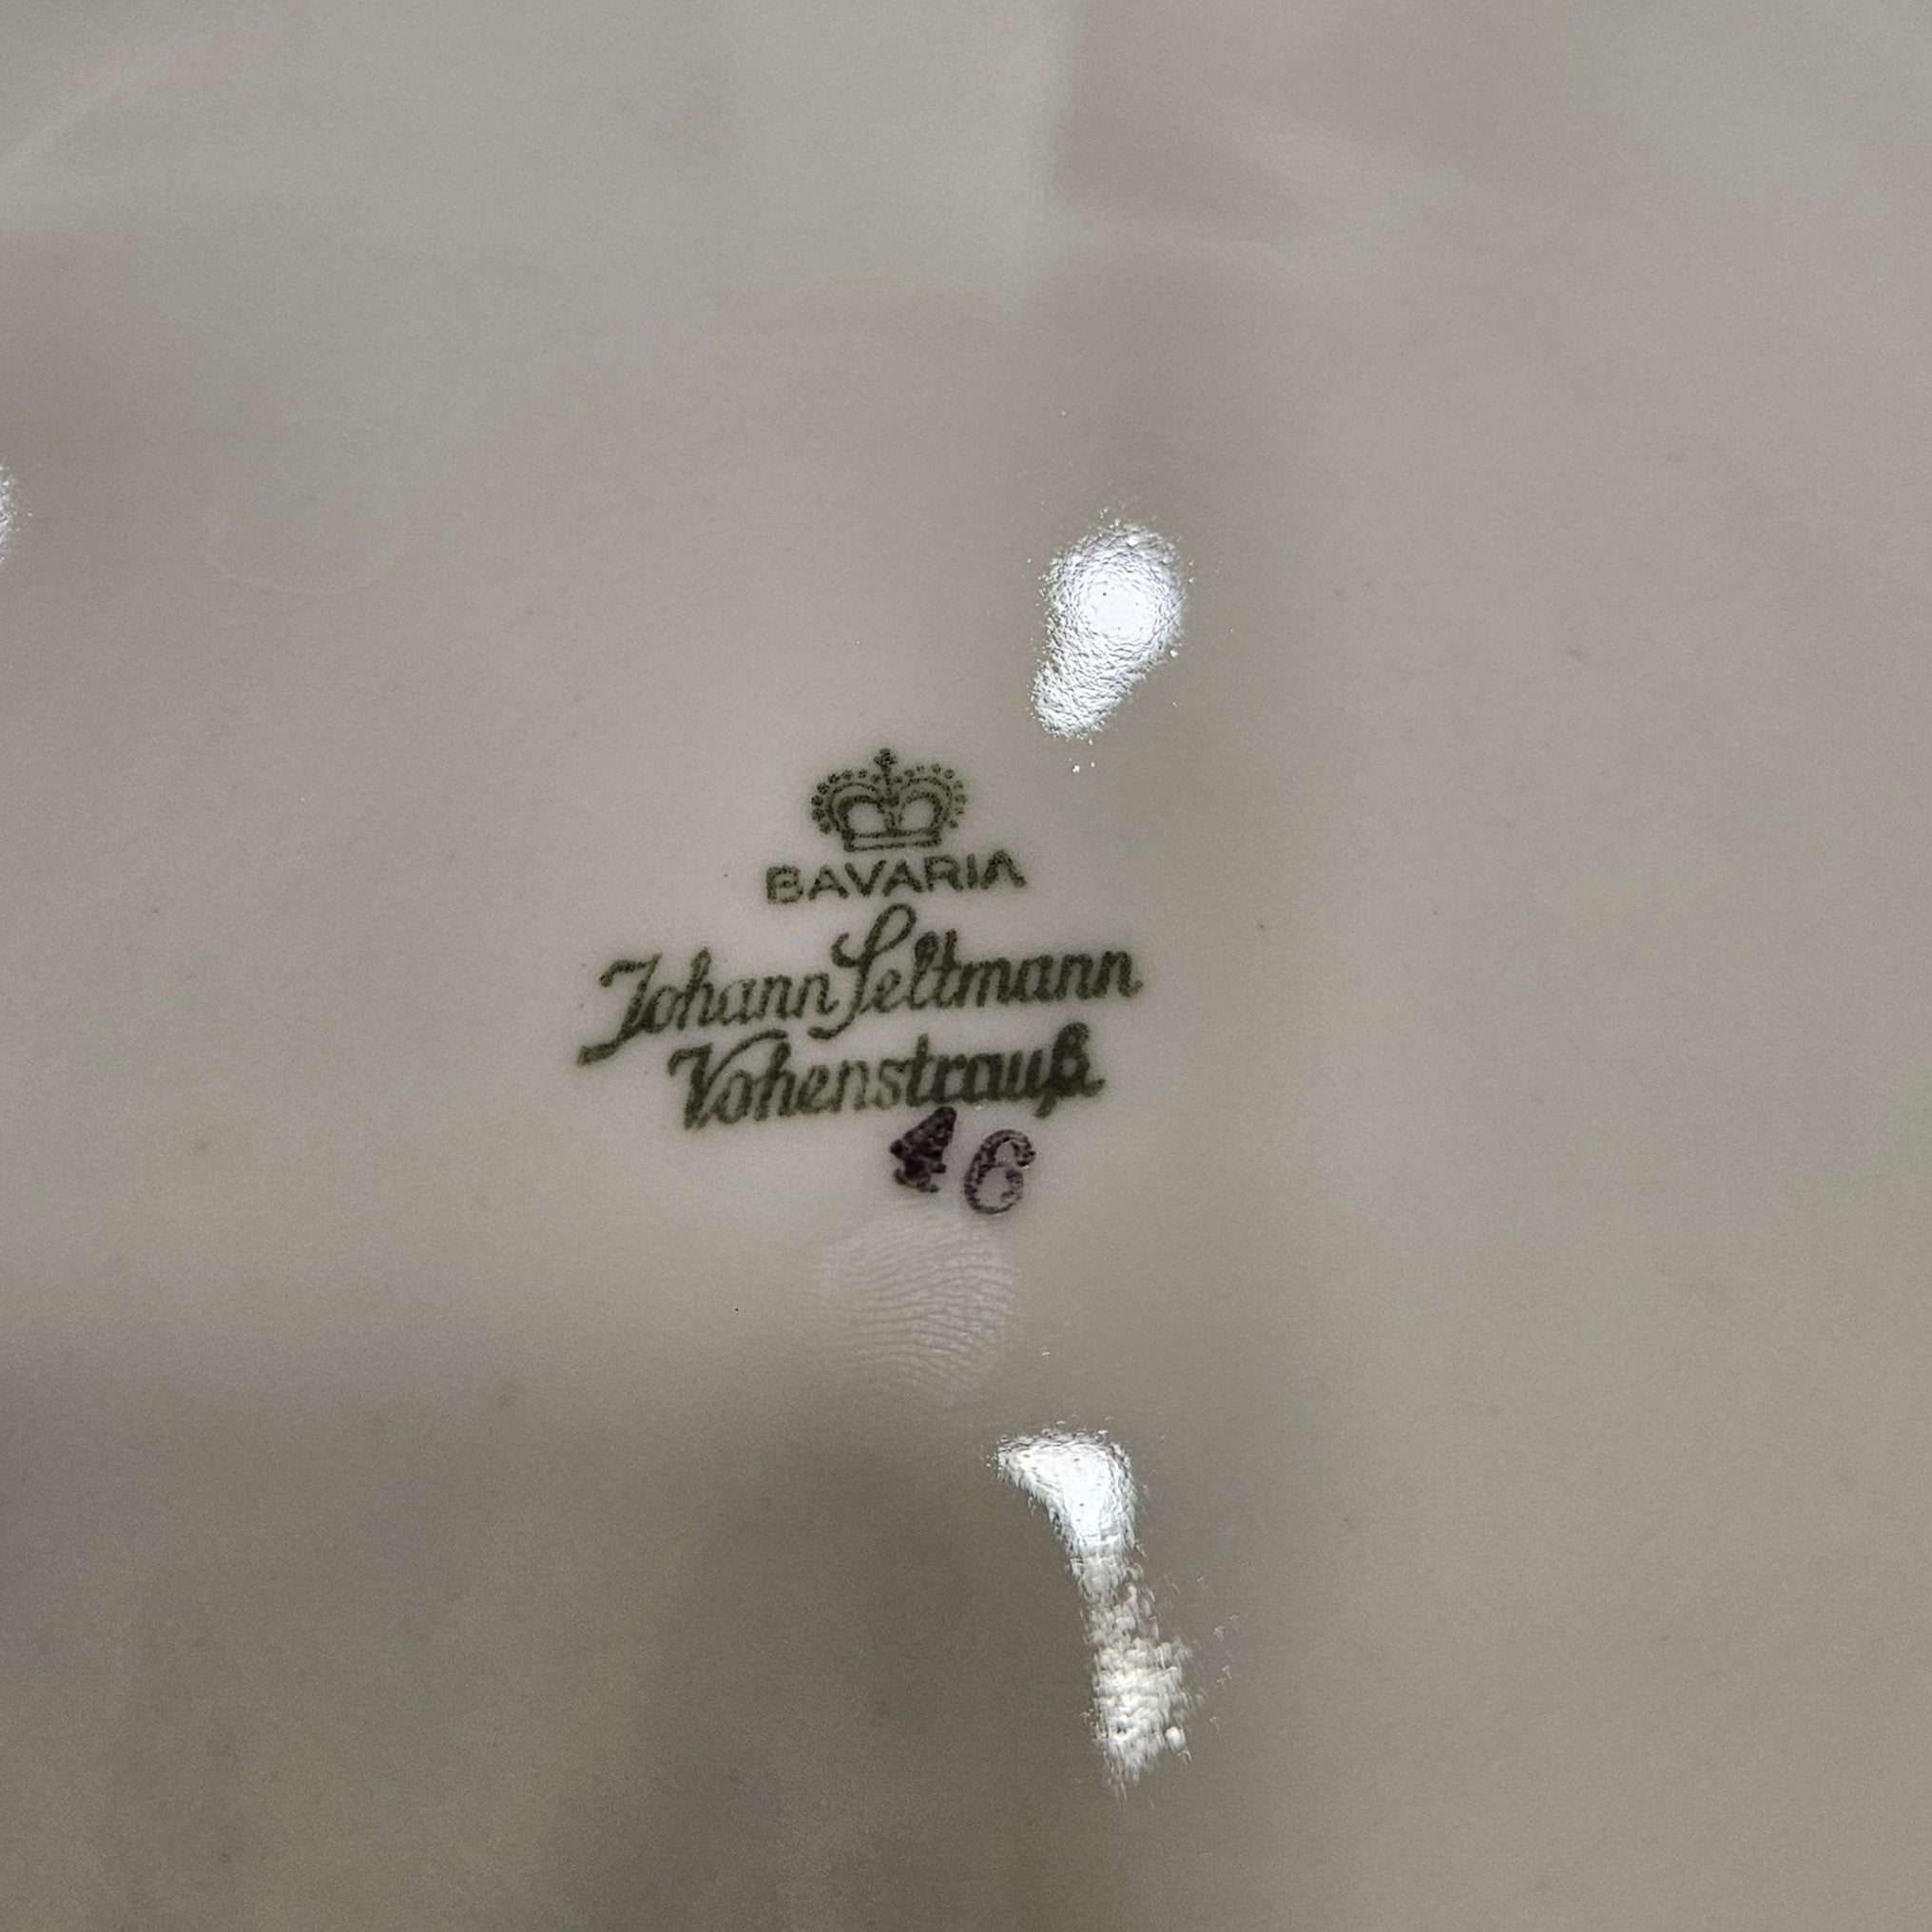 BAVARIA
Johann Seltmann
Vohenstrauß
46